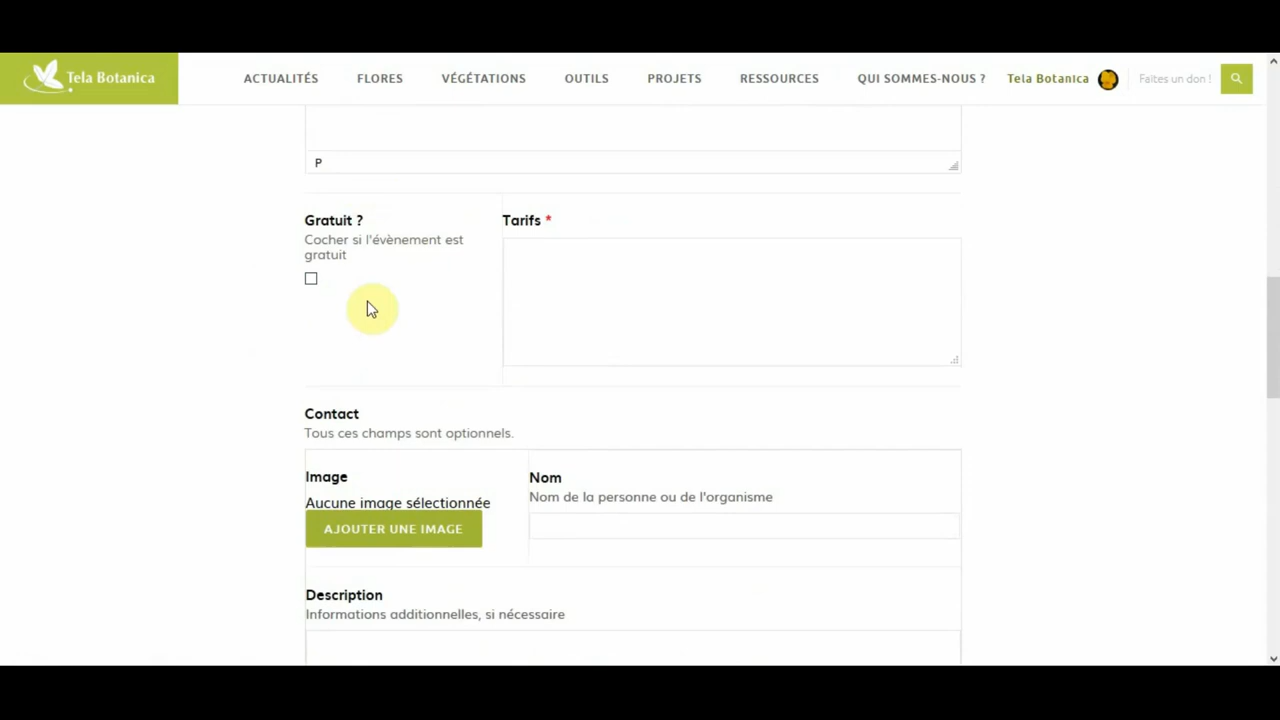 Tela Botanica
ACTUALITÉS FLORES VÉGÉTATIONS OUTILS PROJETS RESSOURCES QUI SOMMES-NOUS ? Tela Botanica Faites un don !
P
Gratuit ?
Cocher si l'évènement est
gratuit
Tarifs *
Contact
Tous ces champs sont optionnels.
Image
Aucune image sélectionnée
AJOUTER UNE IMAGE
Nom
Nom de la personne ou de l'organisme
Description
Informations additionnelles, si nécessaire